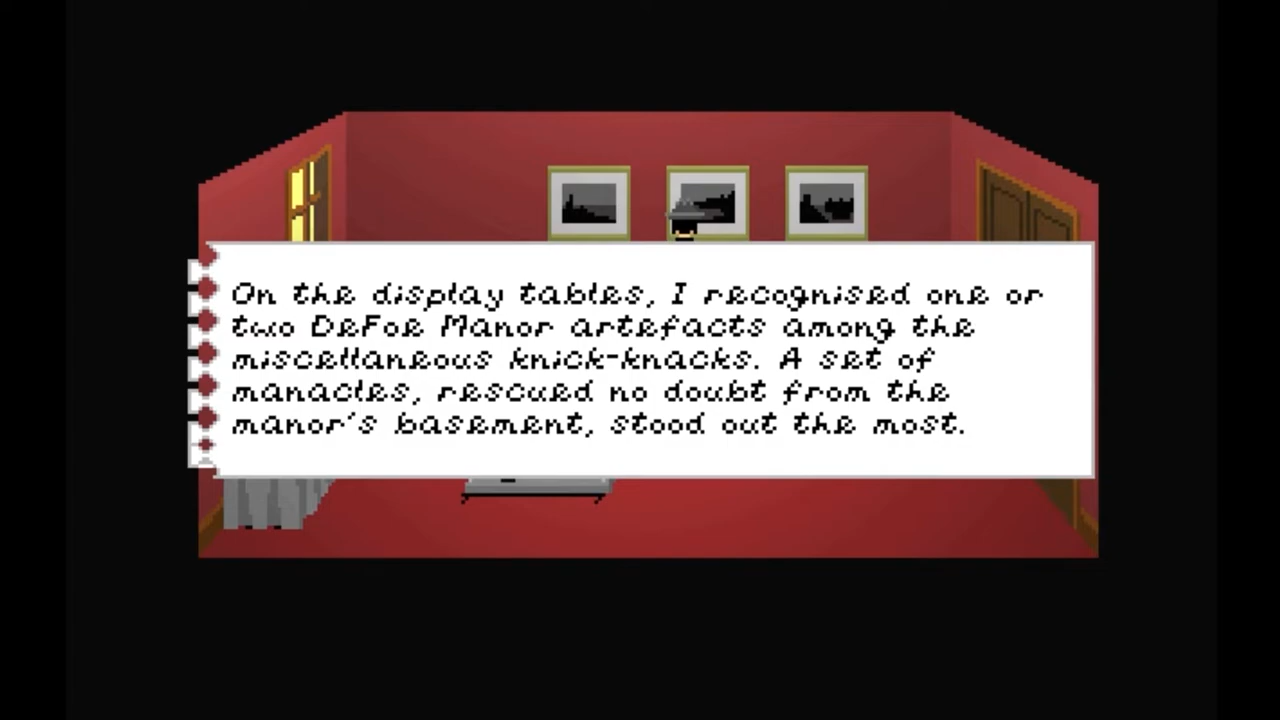 On the display tables, I recognised one or
two DeFoe Manor artefacts among the
miscellaneous knick-knacks. A set of
manacles, rescued no doubt from the
manor's basement, stood out the most.